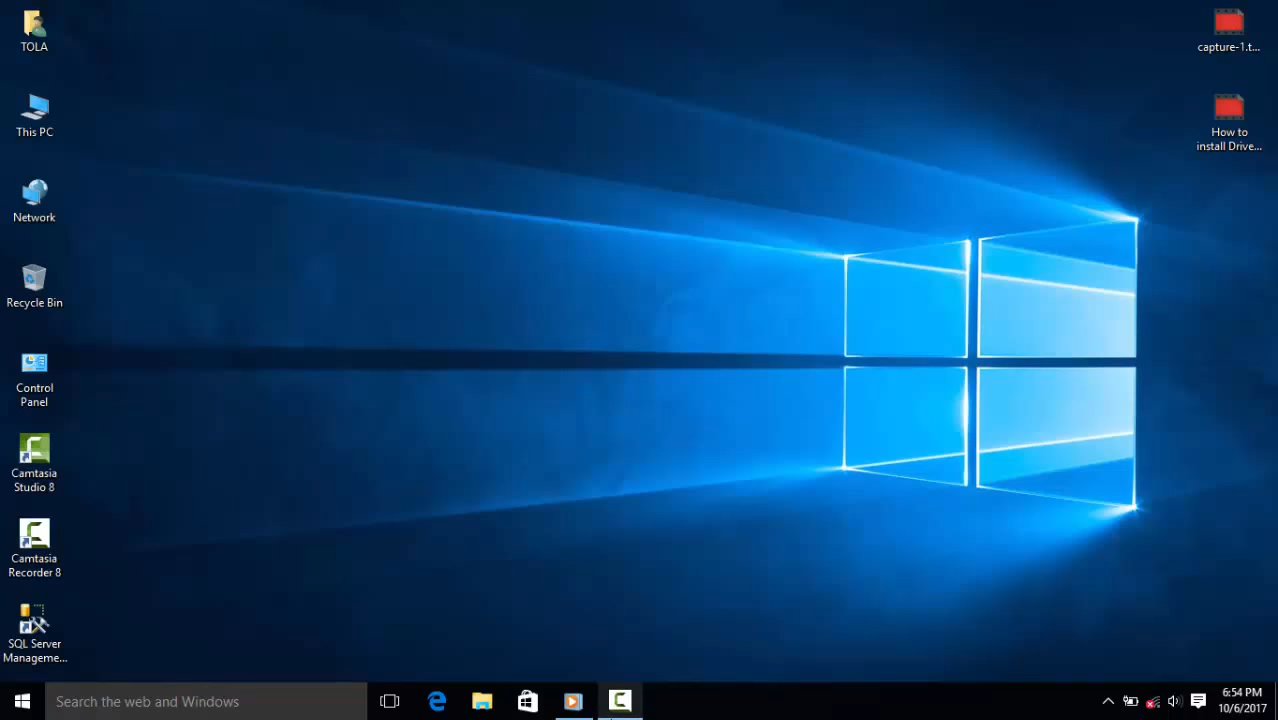 TOLA
This PC
Network
Recycle Bin
Control
Panel
Camtasia
Studio 8
Camtasia
Recorder 8
SQL Server
Manageme...
capture-1.t...
How to
install Drive...
Search the web and Windows
6:54 PM
10/6/2017